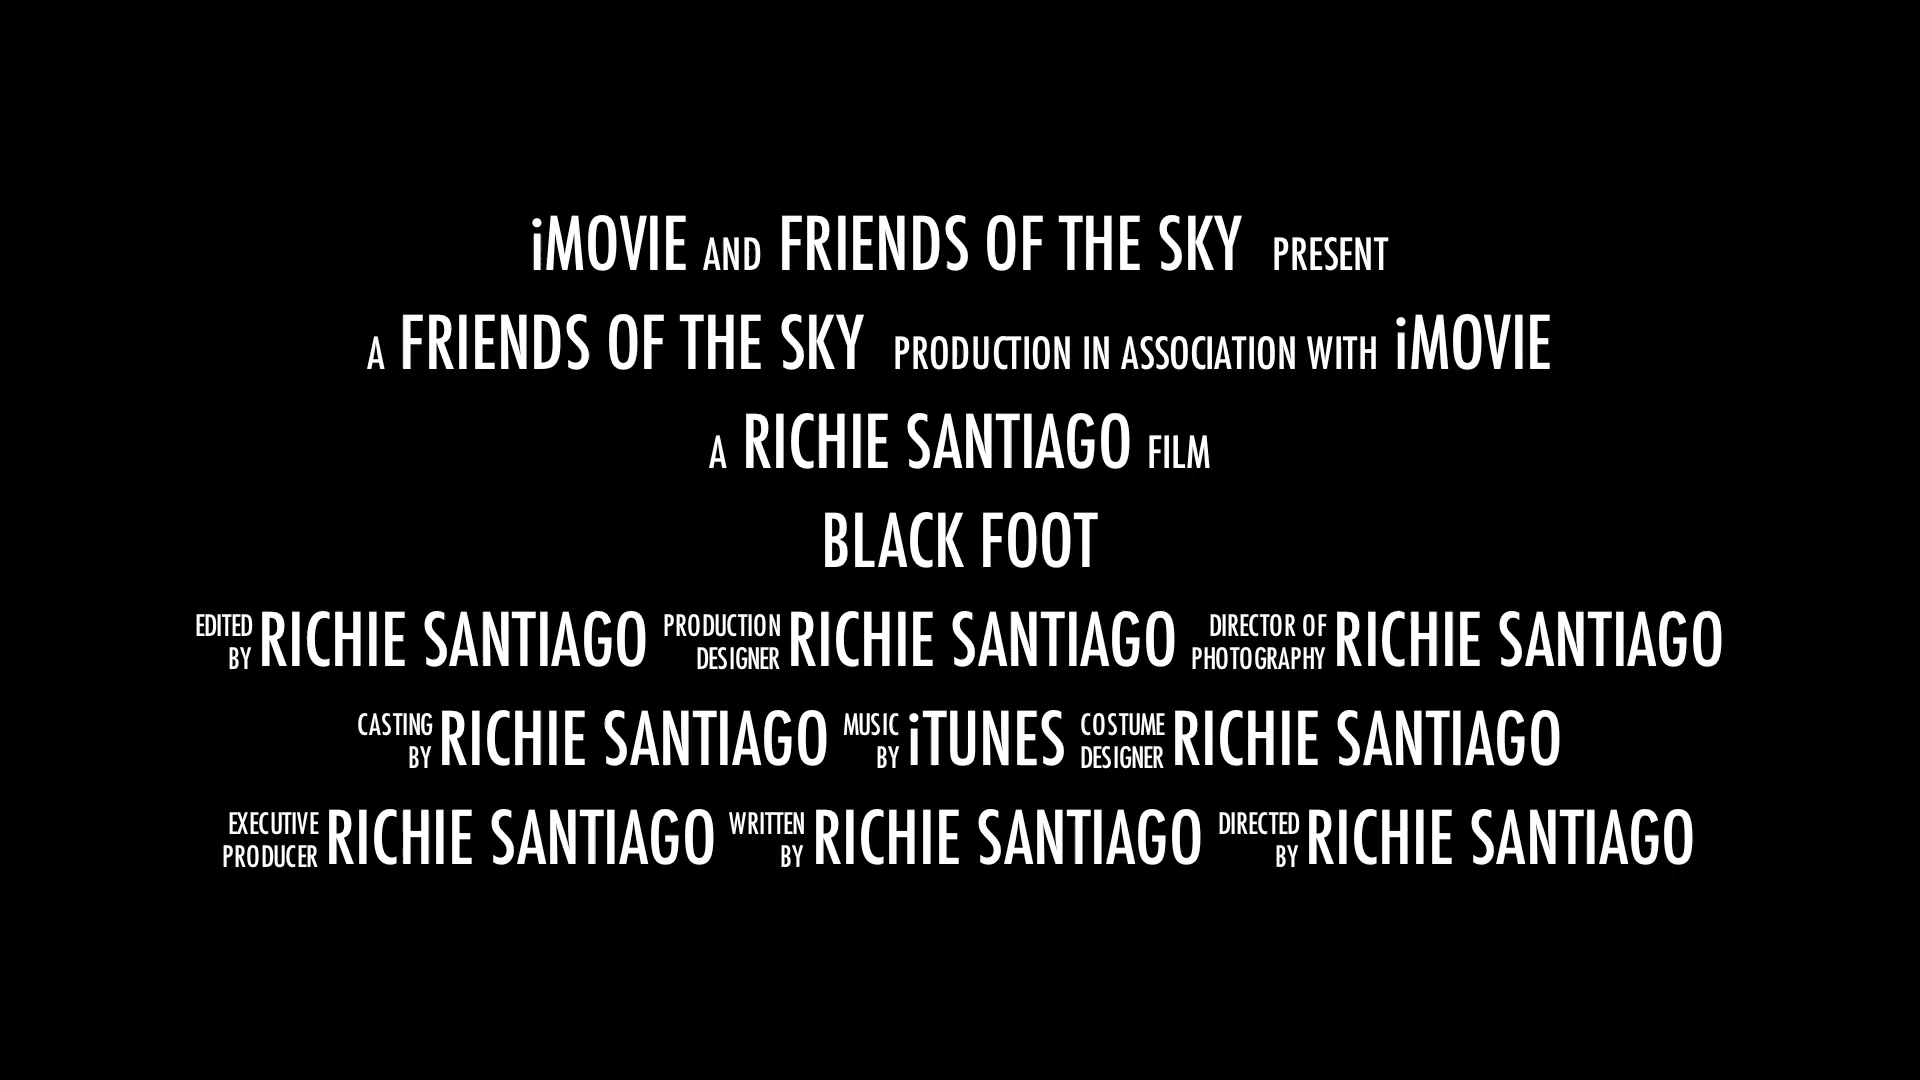 iMOVIE AND FRIENDS OF THE SKY PRESENT
A FRIENDS OF THE SKY PRODUCTION IN ASSOCIATION WITH iMOVIE
A RICHIE SANTIAGO FILM
BLACK FOOT
EDITED BY RICHIE SANTIAGO PRODUCTION DESIGNER RICHIE SANTIAGO DIRECTOR OF PHOTOGRAPHY RICHIE SANTIAGO
CASTING BY RICHIE SANTIAGO MUSIC BY iTUNES COSTUME DESIGNER RICHIE SANTIAGO
EXECUTIVE PRODUCER RICHIE SANTIAGO WRITTEN BY RICHIE SANTIAGO DIRECTED BY RICHIE SANTIAGO